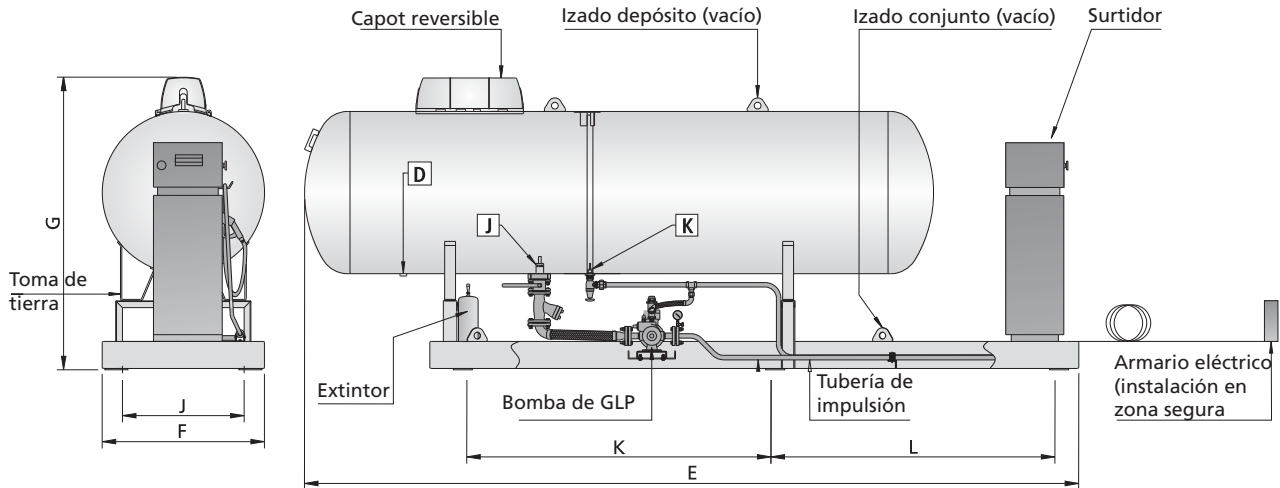 Capot reversible
Izado depósito (vacío)
Izado conjunto (vacío)
Surtidor
D
J
K
G
Toma de
tierra
Extintor
Bomba de GLP
Tubería de
impulsión
Armario eléctrico
(instalación en
zona segura
J
F
K
L
E